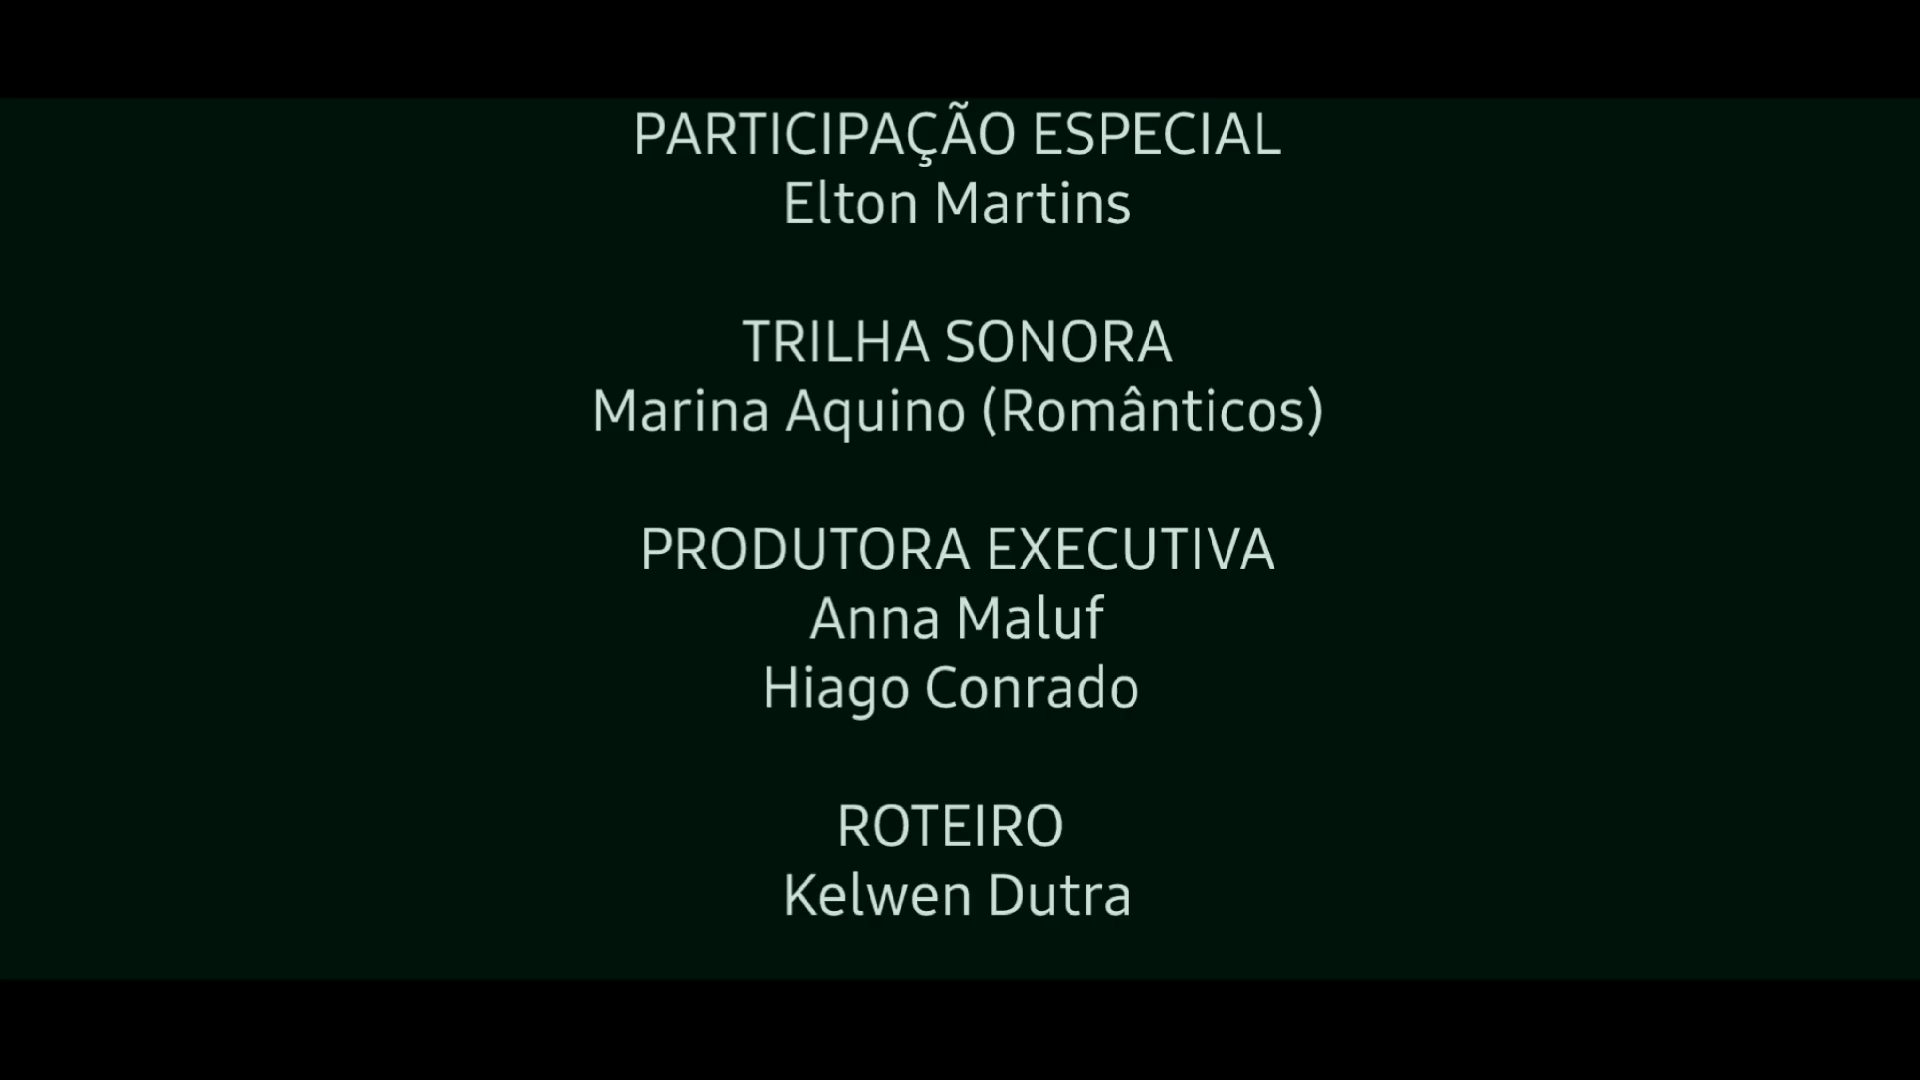 PARTICIPAÇÃO ESPECIAL
Elton Martins
TRILHA SONORA
Marina Aquino (Românticos)
PRODUTORA EXECUTIVA
Anna Maluf
Hiago Conrado
ROTEIRO
Kelwen Dutra